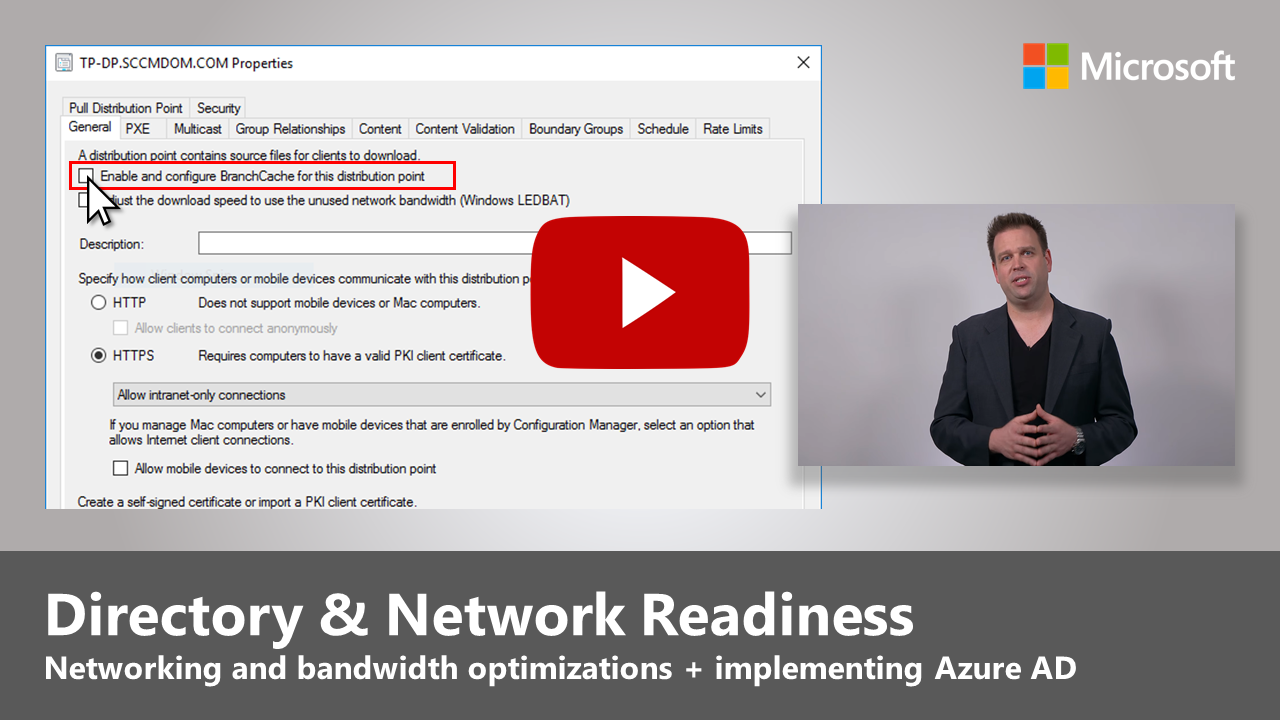 TP-DP.SCCMDOM.COM Properties
Microsoft
Pull Distribution Point Security
General PXE Multicast Group Relationships Content Content Validation Boundary Groups Schedule Rate Limits
A distribution point contains source files for clients to download.
Enable and configure BranchCache for this distribution point
just the download speed to use the unused network bandwidth (Windows LEDBAT)
Description:
Specify how client computers or mobile devices communicate with this distribution
HTTP Does not support mobile devices or Mac computers.
Allow clients to connect anonymously
HTTPS Requires computers to have a valid PKI client certificate.
Allow intranet-only connections
If you manage Mac computers or have mobile devices that are enrolled by Configuration Manager, select an option that
allows Internet client connections.
Allow mobile devices to connect to this distribution point
Create a self-signed certificate or import a PKI client certificate.
Directory & Network Readiness
Networking and bandwidth optimizations + implementing Azure AD